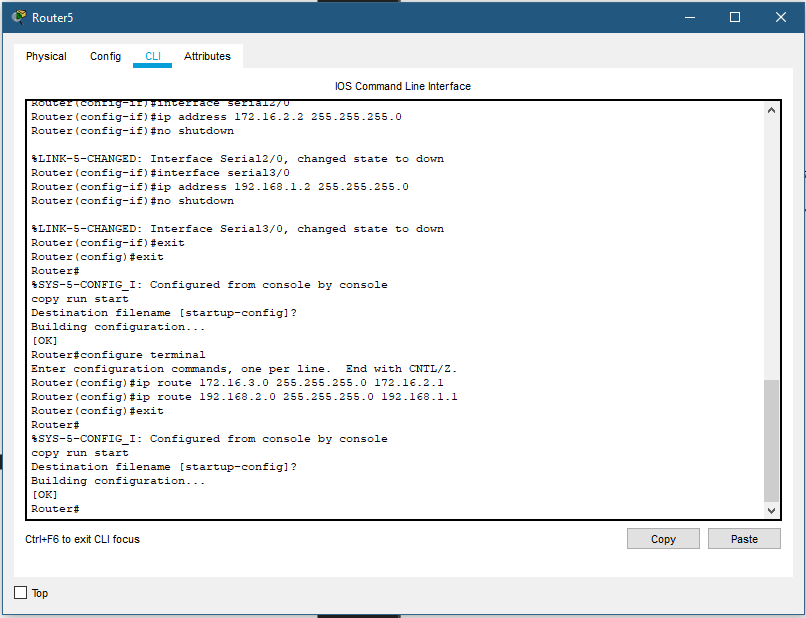 Router5
Physical Config CLI Attributes
IOS Command Line Interface
Router(config-if)#interface serial2/0
Router(config-if)#ip address 172.16.2.2 255.255.255.0
Router(config-if)#no shutdown
%LINK-5-CHANGED: Interface Serial2/0, changed state to down
Router(config-if)#interface serial3/0
Router(config-if)#ip address 192.168.1.2 255.255.255.0
Router(config-if)#no shutdown
%LINK-5-CHANGED: Interface Serial3/0, changed state to down
Router(config-if)#exit
Router(config)#exit
Router#
%SYS-5-CONFIG_I: Configured from console by console
copy run start
Destination filename [startup-config]?
Building configuration...
[OK]
Router#configure terminal
Enter configuration commands, one per line.  End with CNTL/Z.
Router(config)#ip route 172.16.3.0 255.255.255.0 172.16.2.1
Router(config)#ip route 192.168.2.0 255.255.255.0 192.168.1.1
Router(config)#exit
Router#
%SYS-5-CONFIG_I: Configured from console by console
copy run start
Destination filename [startup-config]?
Building configuration...
[OK]
Router#
Ctrl+F6 to exit CLI focus
Copy Paste
Top